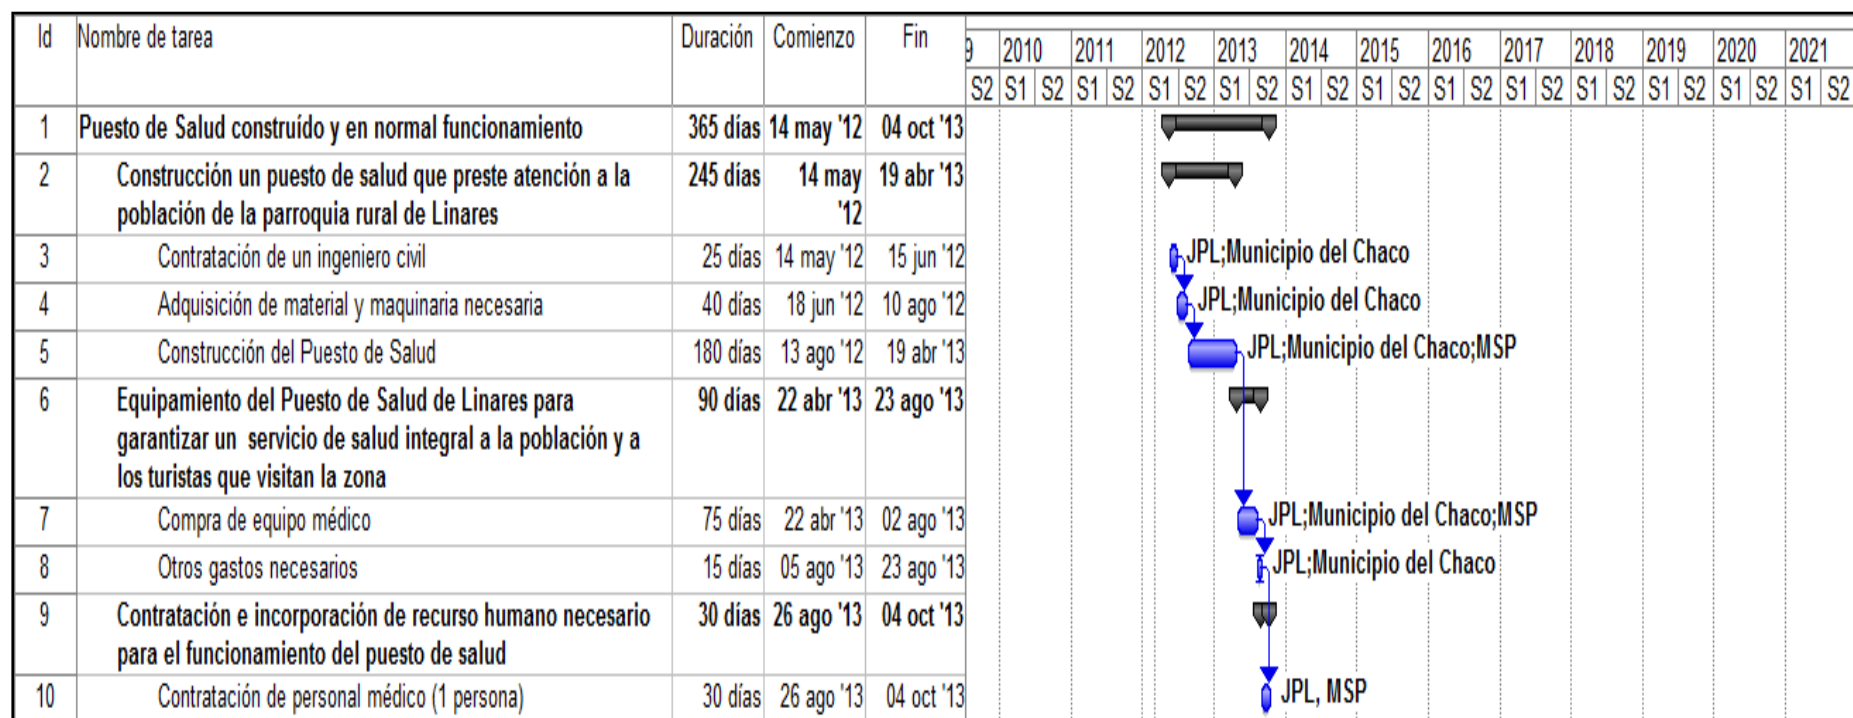 Id Nombre de tarea Duración Comienzo Fin
9 2010 2011 2012 2013 2014 2015 2016 2017 2018 2019 2020 2021
S2 S1 S2 S1 S2 S1 S2 S1 S2 S1 S2 S1 S2 S1 S2 S1 S2 S1 S2 S1 S2 S1 S2 S1 S2
1 Puesto de Salud construído y en normal funcionamiento 365 días 14 may '12 04 oct '13
2 Construcción un puesto de salud que preste atención a la 245 días 14 may 19 abr '13
población de la parroquia rural de Linares '12
3 Contratación de un ingeniero civil 25 días 14 may '12 15 jun '12 JPL;Municipio del Chaco
4 Adquisición de material y maquinaria necesaria 40 días 18 jun '12 10 ago '12 JPL;Municipio del Chaco
5 Construcción del Puesto de Salud 180 días 13 ago '12 19 abr '13 JPL;Municipio del Chaco;MSP
6 Equipamiento del Puesto de Salud de Linares para 90 días 22 abr '13 23 ago '13
garantizar un servicio de salud integral a la población y a
los turistas que visitan la zona
7 Compra de equipo médico 75 días 22 abr '13 02 ago '13 JPL;Municipio del Chaco;MSP
8 Otros gastos necesarios 15 días 05 ago '13 23 ago '13 JPL;Municipio del Chaco
9 Contratación e incorporación de recurso humano necesario 30 días 26 ago '13 04 oct '13
para el funcionamiento del puesto de salud
10 Contratación de personal médico (1 persona) 30 días 26 ago '13 04 oct '13 JPL, MSP